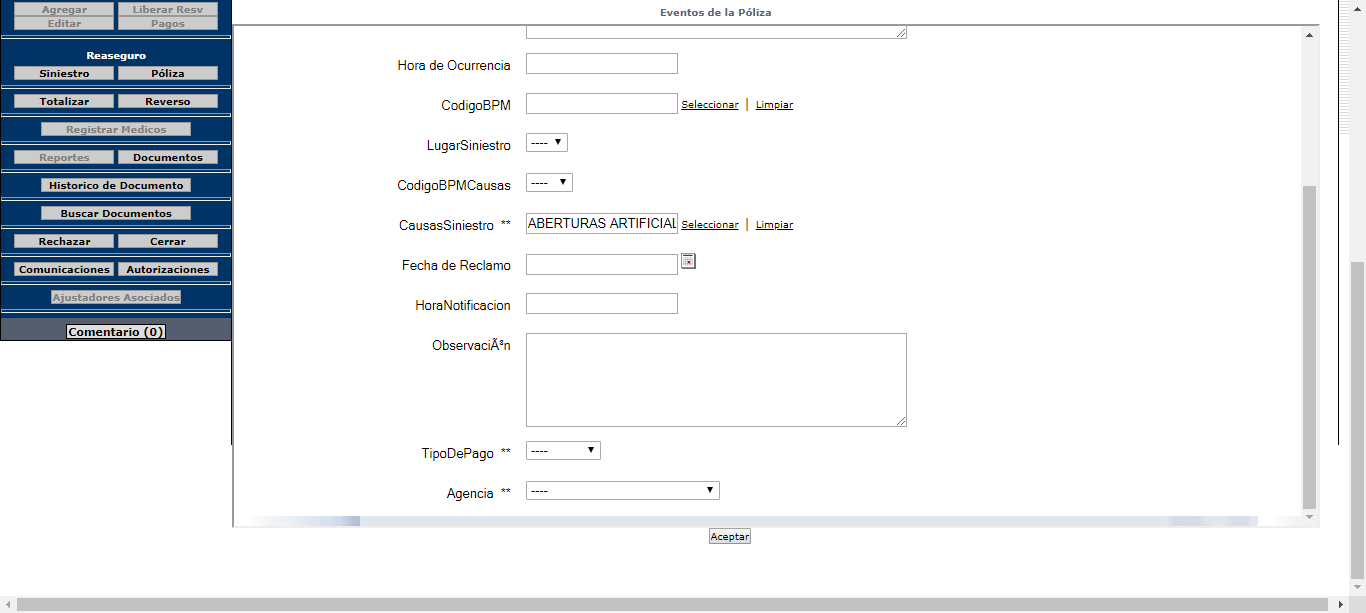 Agregar Liberar Resv
Editar Pagos
Reaseguro
Siniestro Póliza
Totalizar Reverso
Registrar Medicos
Reportes Documentos
Historico de Documento
Buscar Documentos
Rechazar Cerrar
Comunicaciones Autorizaciones
Ajustadores Asociados
Comentario (0)
Eventos de la Póliza
Hora de Ocurrencia
CodigoBPM Seleccionar | Limpiar
LugarSiniestro ----
CodigoBPMCausas ----
CausasSiniestro ** ABERTURAS ARTIFICIAL Seleccionar | Limpiar
Fecha de Reclamo
HoraNotificacion
ObservaciÃªn
TipoDePago ** ----
Agencia ** ----
Aceptar